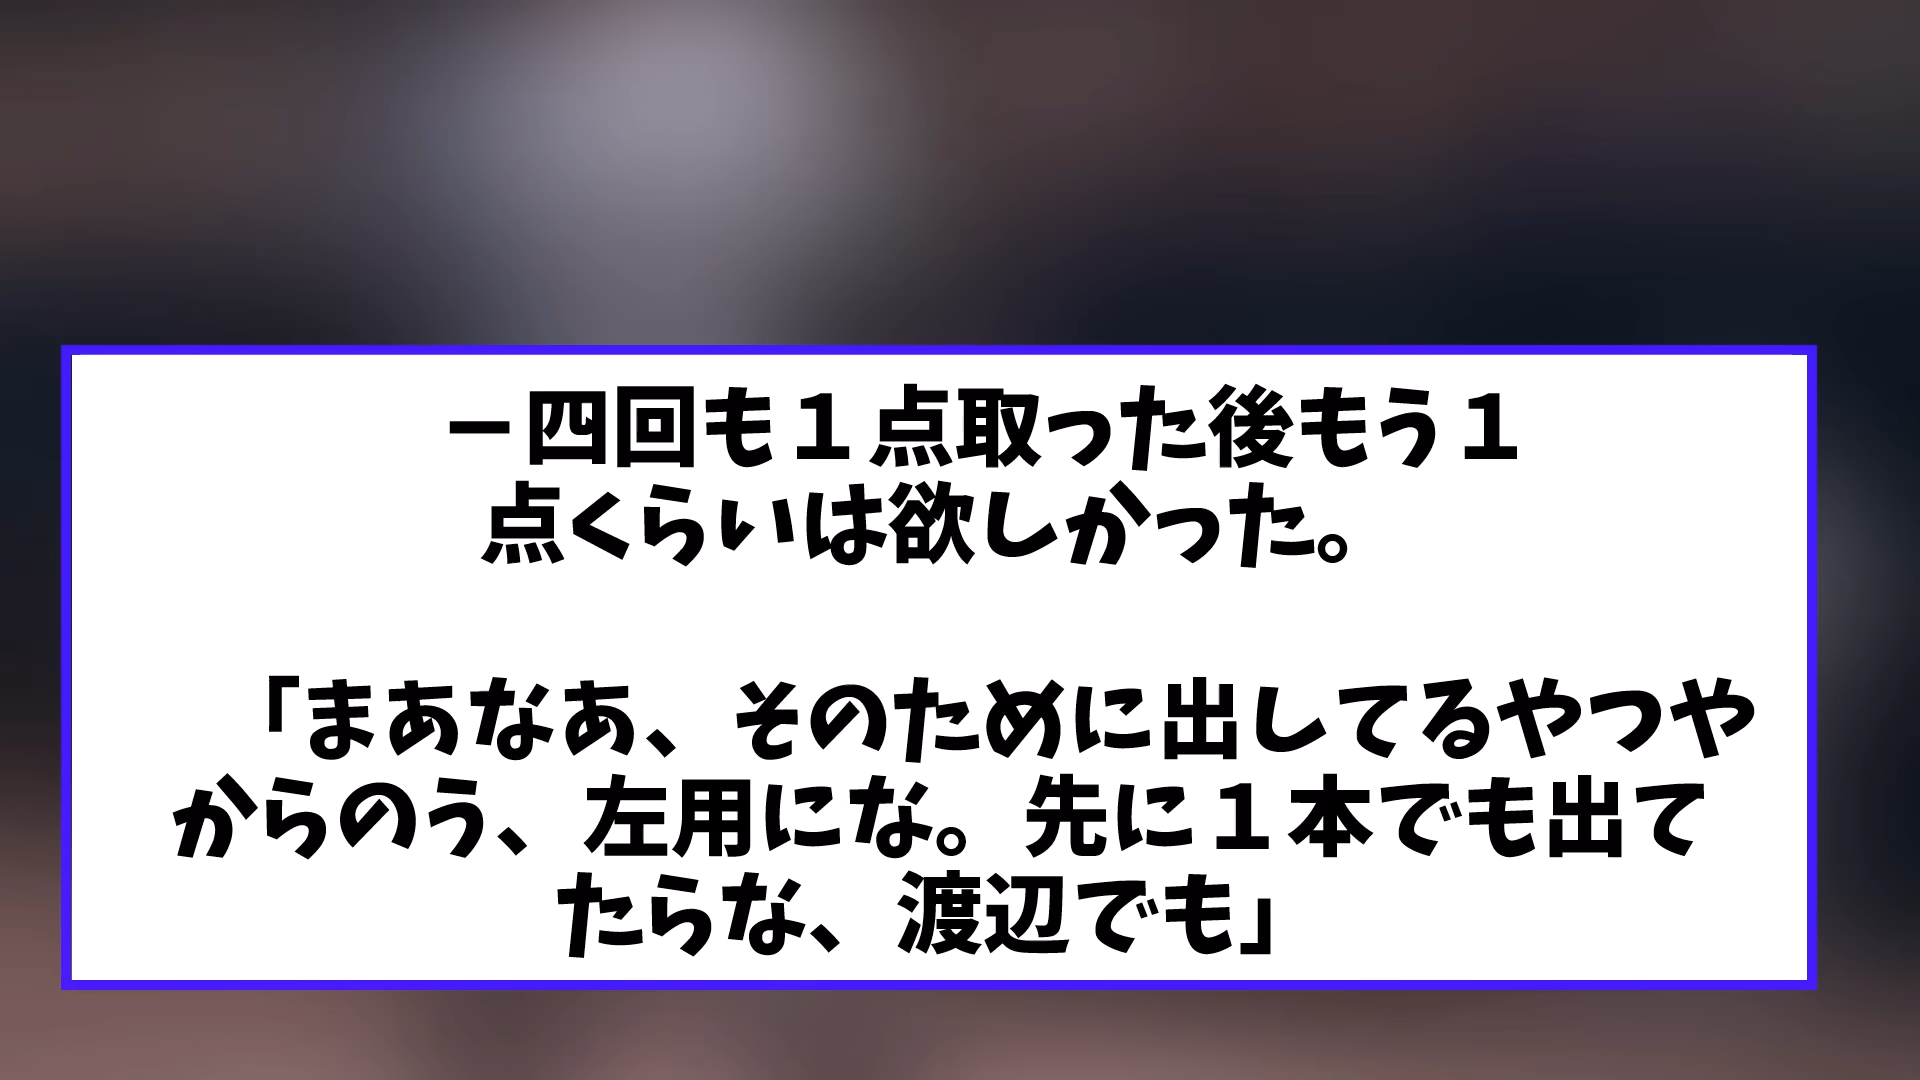 －四回も１点取った後もう１
点くらいは欲しかった。
「まあなあ、そのために出してるやつや
からのう、左用にな。先に１本でも出て
たらな、渡辺でも」